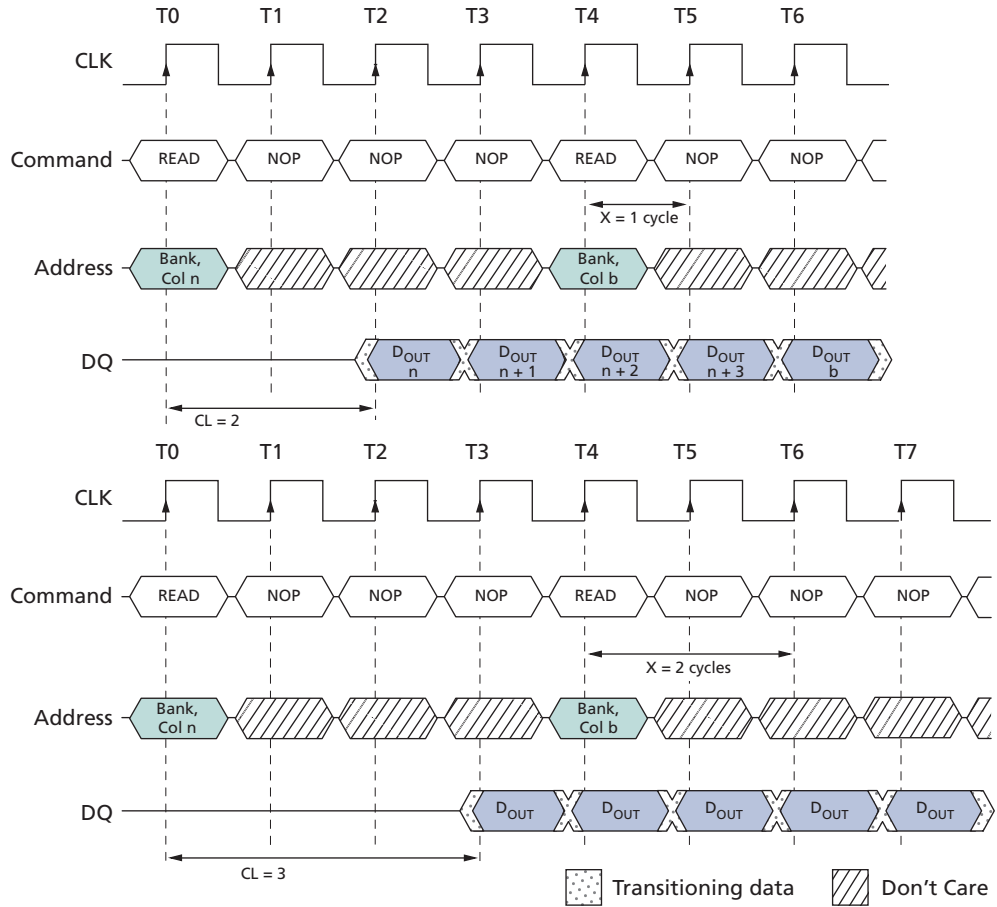 T0 T1 T2 T3 T4 T5 T6
CLK
Command READ NOP NOP NOP READ NOP NOP
X = 1 cycle
Address Bank, Col n Bank, Col b
DQ DOUT n DOUT n + 1 DOUT n + 2 DOUT n + 3 DOUT b
CL = 2
T0 T1 T2 T3 T4 T5 T6 T7
CLK
Command READ NOP NOP NOP READ NOP NOP NOP
X = 2 cycles
Address Bank, Col n Bank, Col b
DQ DOUT DOUT DOUT DOUT DOUT
CL = 3
Transitioning data Don't Care